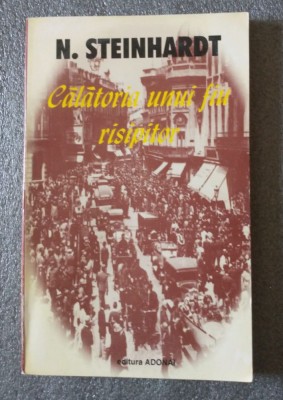 N. STEINHARDT
Călătoria unui fiu
risipitor
editura ADONAI